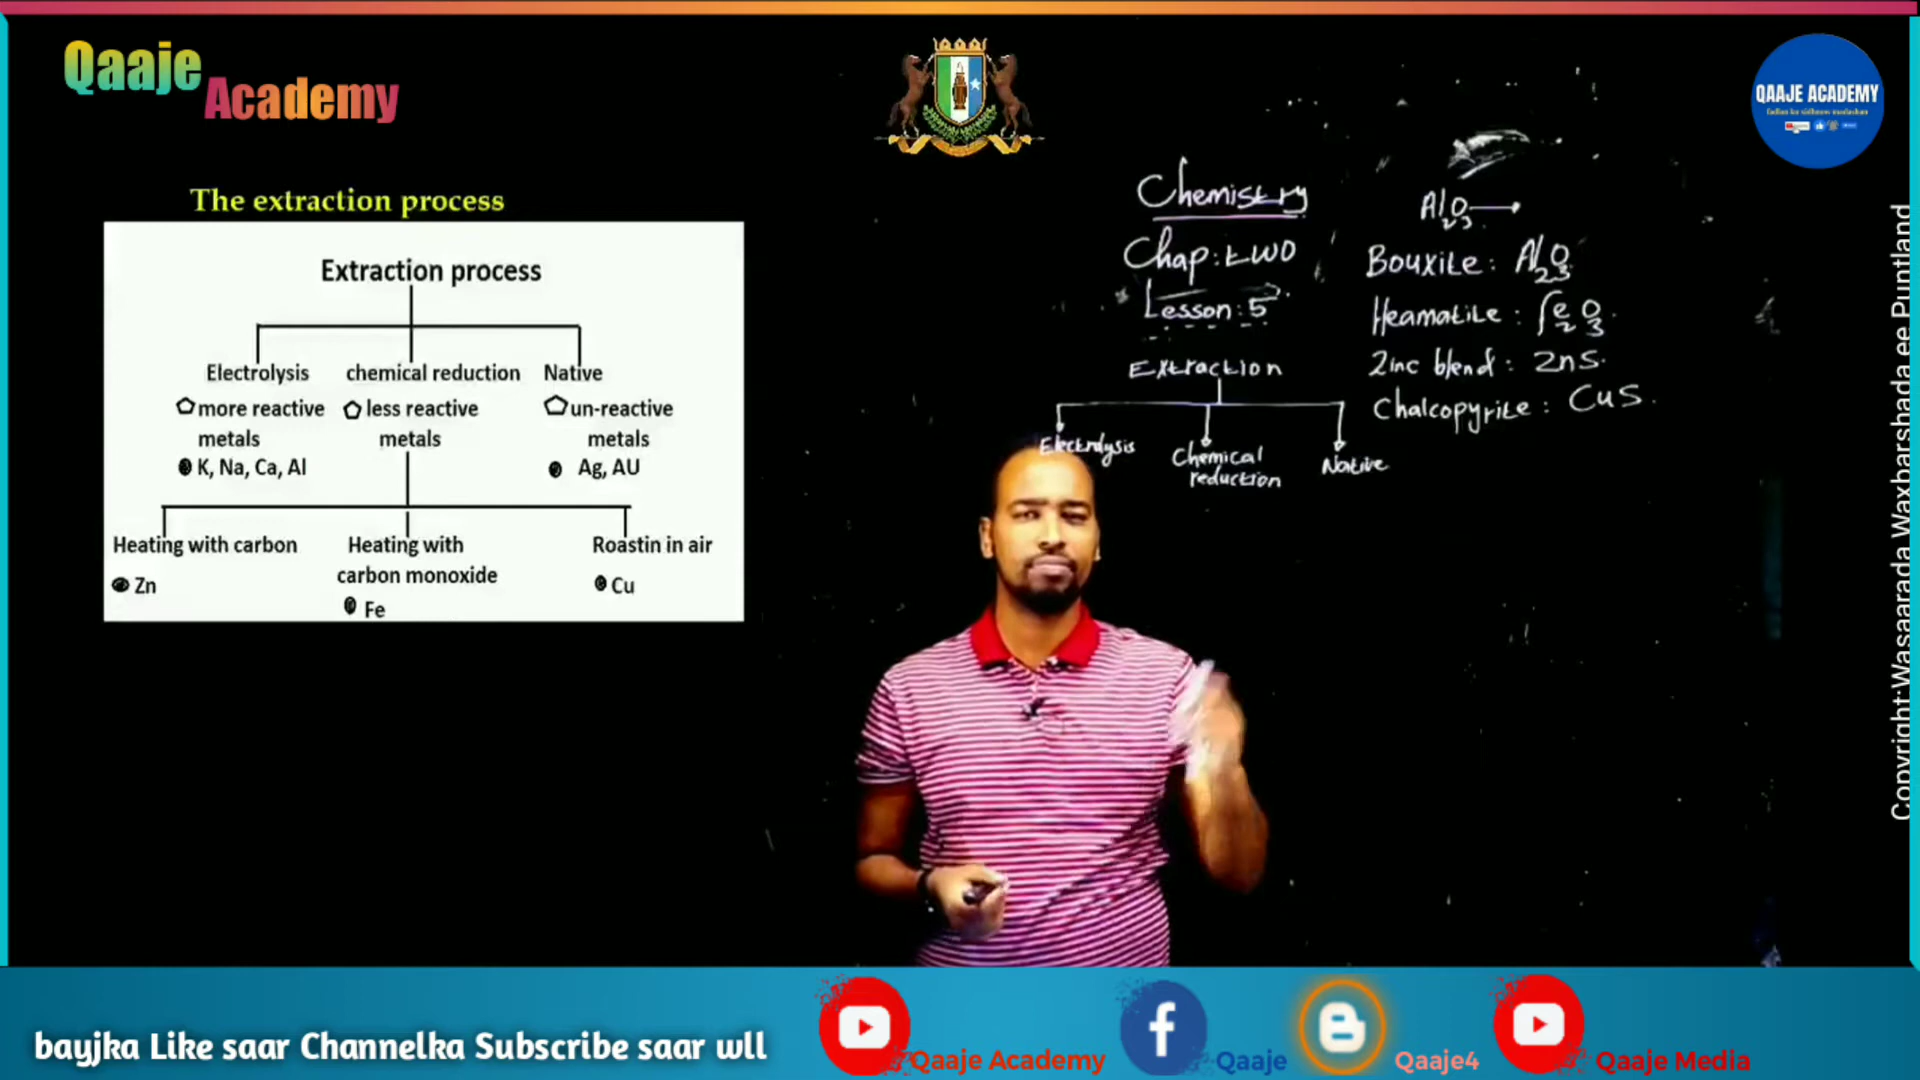 Qaaje
Academy
QAAJE ACADEMY
The extraction process
Extraction process
Electrolysis
more reactive
metals
K, Na, Ca, Al
chemical reduction
less reactive
metals
Native
un-reactive
metals
Ag, AU
Heating with carbon
Zn
Heating with
carbon monoxide
Fe
Roastin in air
Cu
Chemistry
Chap: two
Lesson: 5
Extraction
Electrolysis
Chemical
reduction
Native
Al2O3
Bouxite: Al2O3
Heamatite: Fe2O3
Zinc blend: ZnS.
Chalcopyrite: CuS.
Copyright:Wasaarada Waxbarshada ee Puntland
bayjka Like saar Channelka Subscribe saar wll
Qaaje Academy
Qaaje
Qaaje4
Qaaje Media